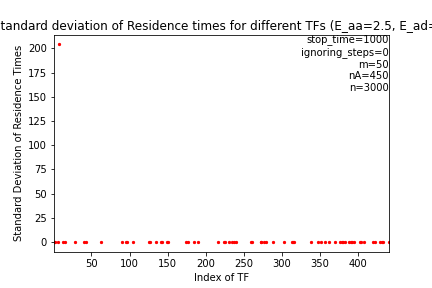 tandard deviation of Residence times for different TFs (E_aa=2.5, E_ad=
stop_time=1000
ignoring_steps=0
m=50
nA=450
n=3000
Standard Deviation of Residence Times
200
175
150
125
100
75
50
25
0
50 100 150 200 250 300 350 400
Index of TF